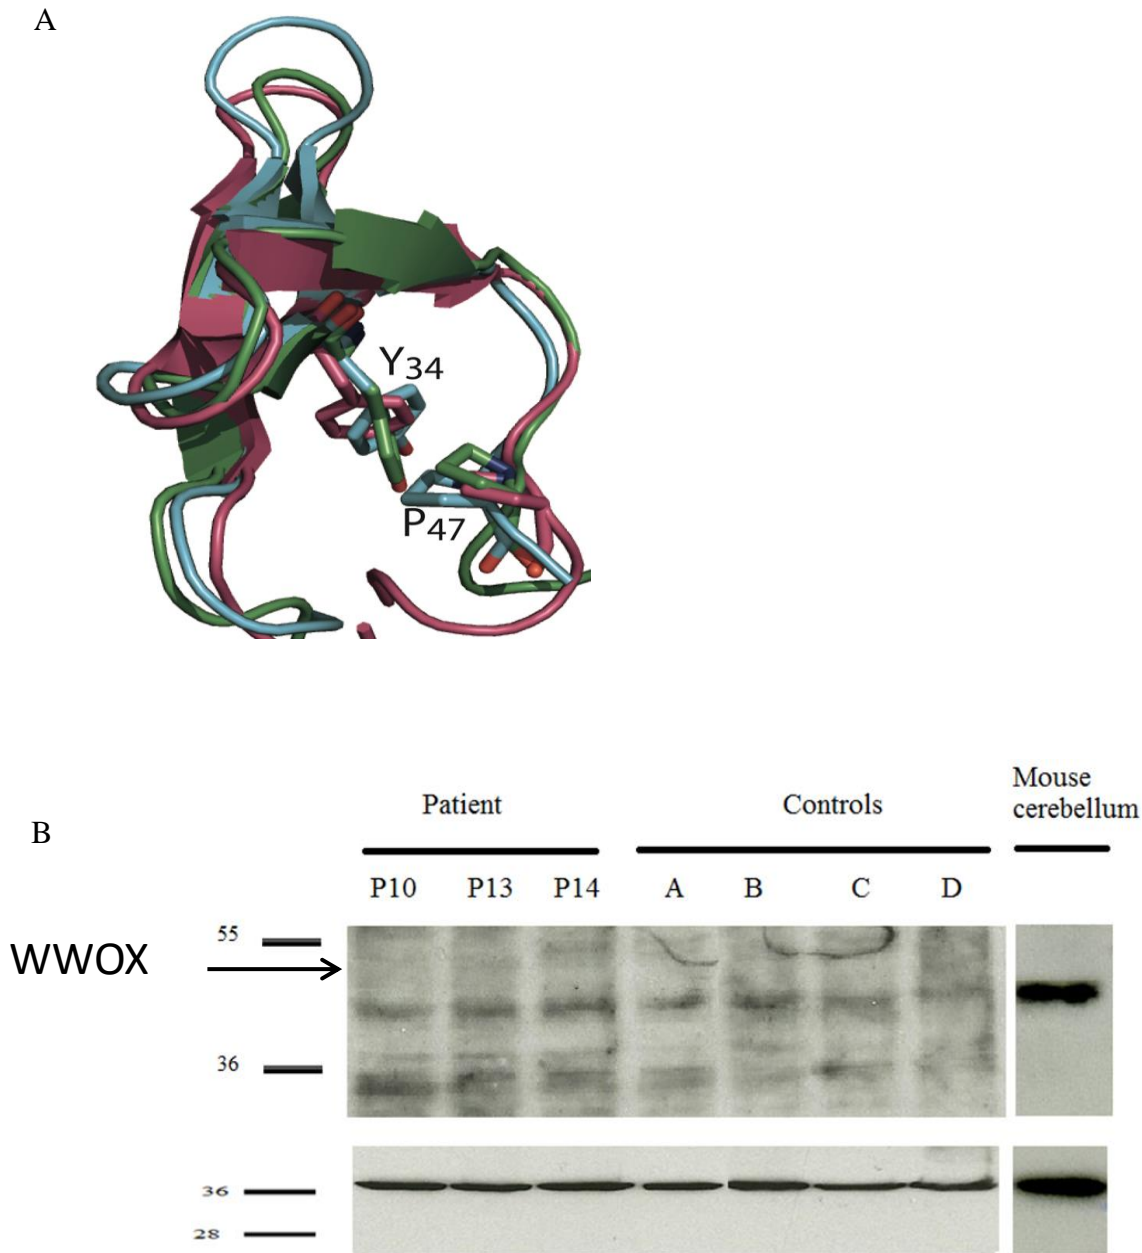 A
Y34
P47
Mouse
cerebellum
Patient
Controls
B
P10 P13 P14 A B C D
55
WWOX
36
36
28